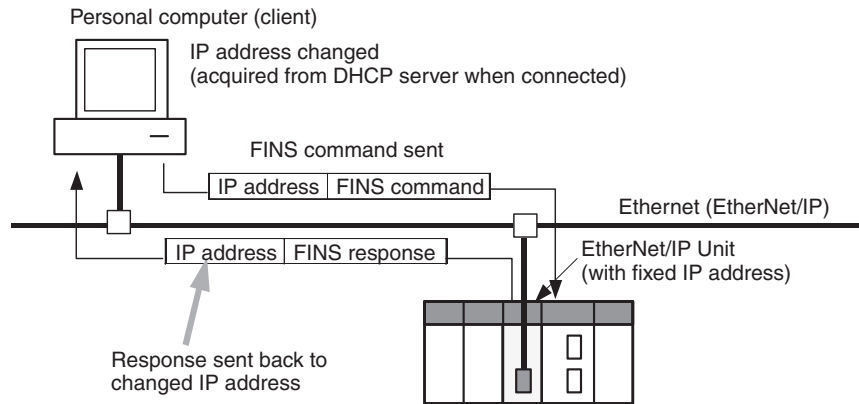 Personal computer (client)
IP address changed
(acquired from DHCP server when connected)
FINS command sent
IP address FINS command
Ethernet (EtherNet/IP)
IP address FINS response
EtherNet/IP Unit
(with fixed IP address)
Response sent back to
changed IP address